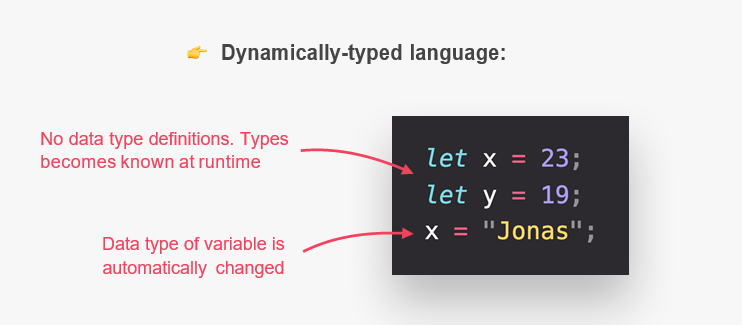 👉 Dynamically-typed language:
No data type definitions. Types
becomes known at runtime
let x = 23;
let y = 19;
x = "Jonas";
Data type of variable is
automatically changed